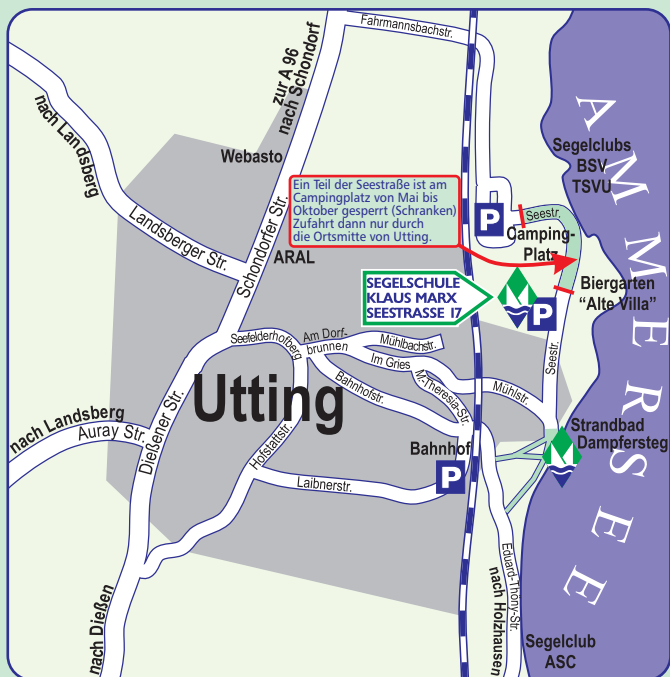 Fahrmannsbachstr.
zur A 96
nach Schondorf
nach Landsberg
Webasto
Segelclubs
BSV
TSVU
AMMERSEE
Ein Teil der Seestraße ist am
Campingplatz von Mai bis
Oktober gesperrt (Schranken)
Zufahrt dann nur durch
die Ortsmitte von Utting.
P
Seestr.
Camping-
Platz
Landsberger Str.
Schondorfer Str.
ARAL
SEGELSCHULE
KLAUS MARX
SEESTRASSE 17
P
Biergarten
“Alte Villa”
Seefelderhofberg
Am Dorf-
brunnen
Mühlbachstr.
Im Gries
Seestr.
Utting
Bahnhofstr.
M.-Theresia-Str.
Mühlstr.
nach Landsberg
Auray Str.
Dießener Str.
Hofstattstr.
Bahnhof
P
Strandbad
Dampfersteg
Laibnerstr.
Eduard-Thöny-Str.
nach Holzhausen
nach Dießen
Segelclub
ASC